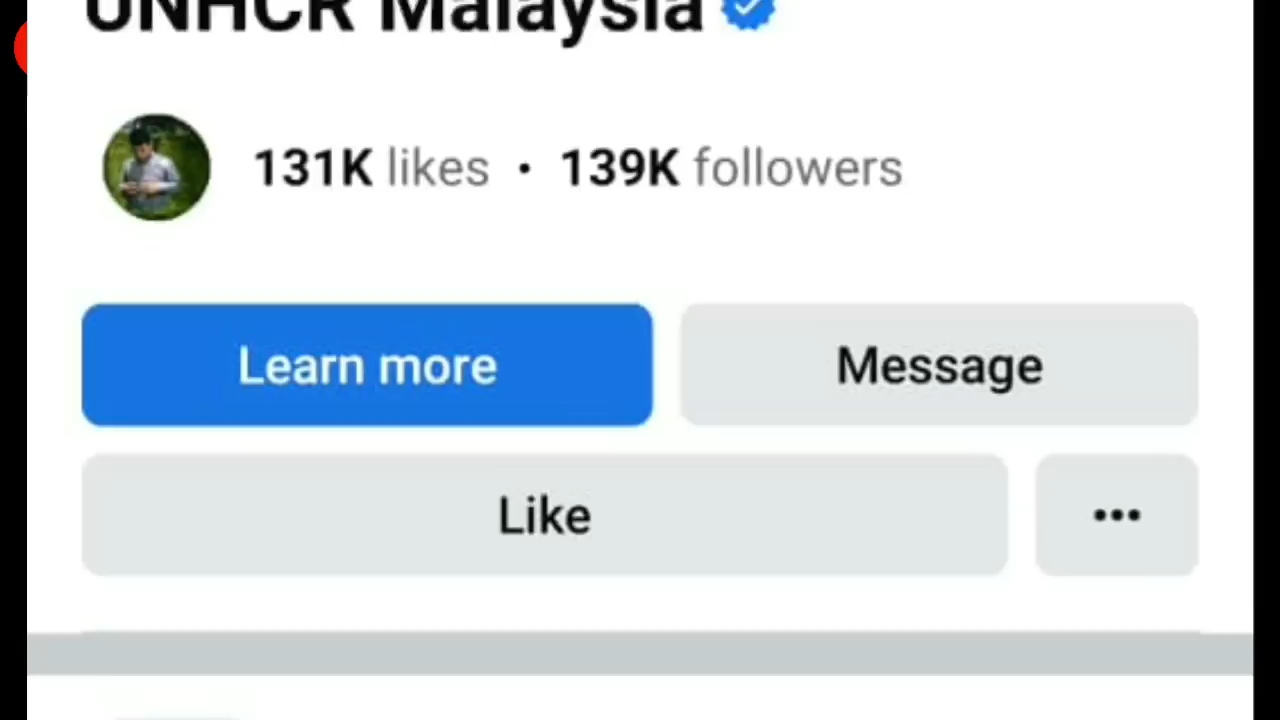 UNHCR Malaysia
131K likes • 139K followers
Learn more
Message
Like